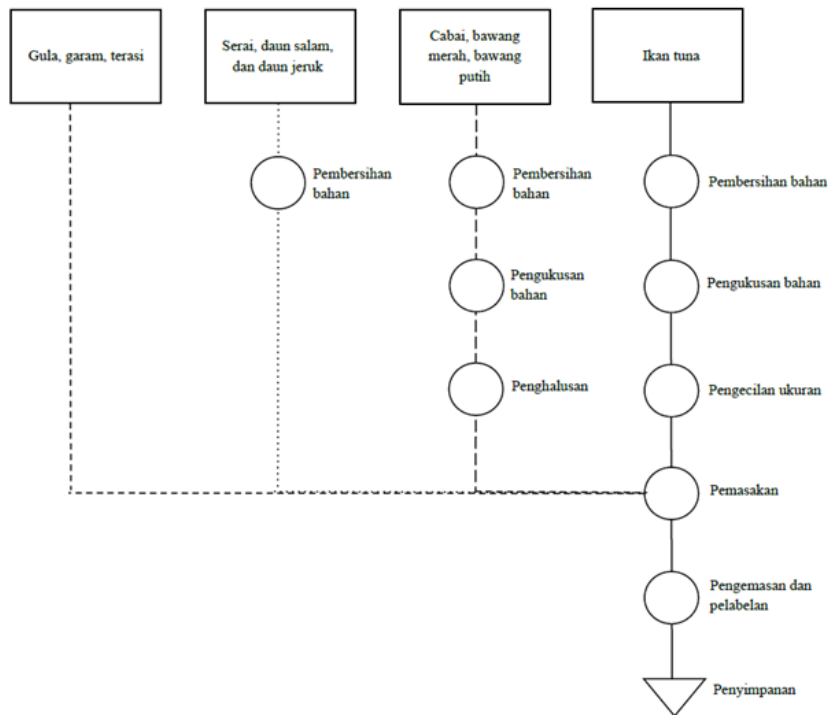 Gula, garam, terasi
Serai, daun salam,
dan daun jeruk
Cabai, bawang
merah, bawang
putih
Ikan tuna
Pembersihan
bahan
Pembersihan
bahan
Pembersihan bahan
Pengukusan
bahan
Pengukusan bahan
Penghalusan
Pengecilan ukuran
Pemasakan
Pengemasan dan
pelabelan
Penyimpanan